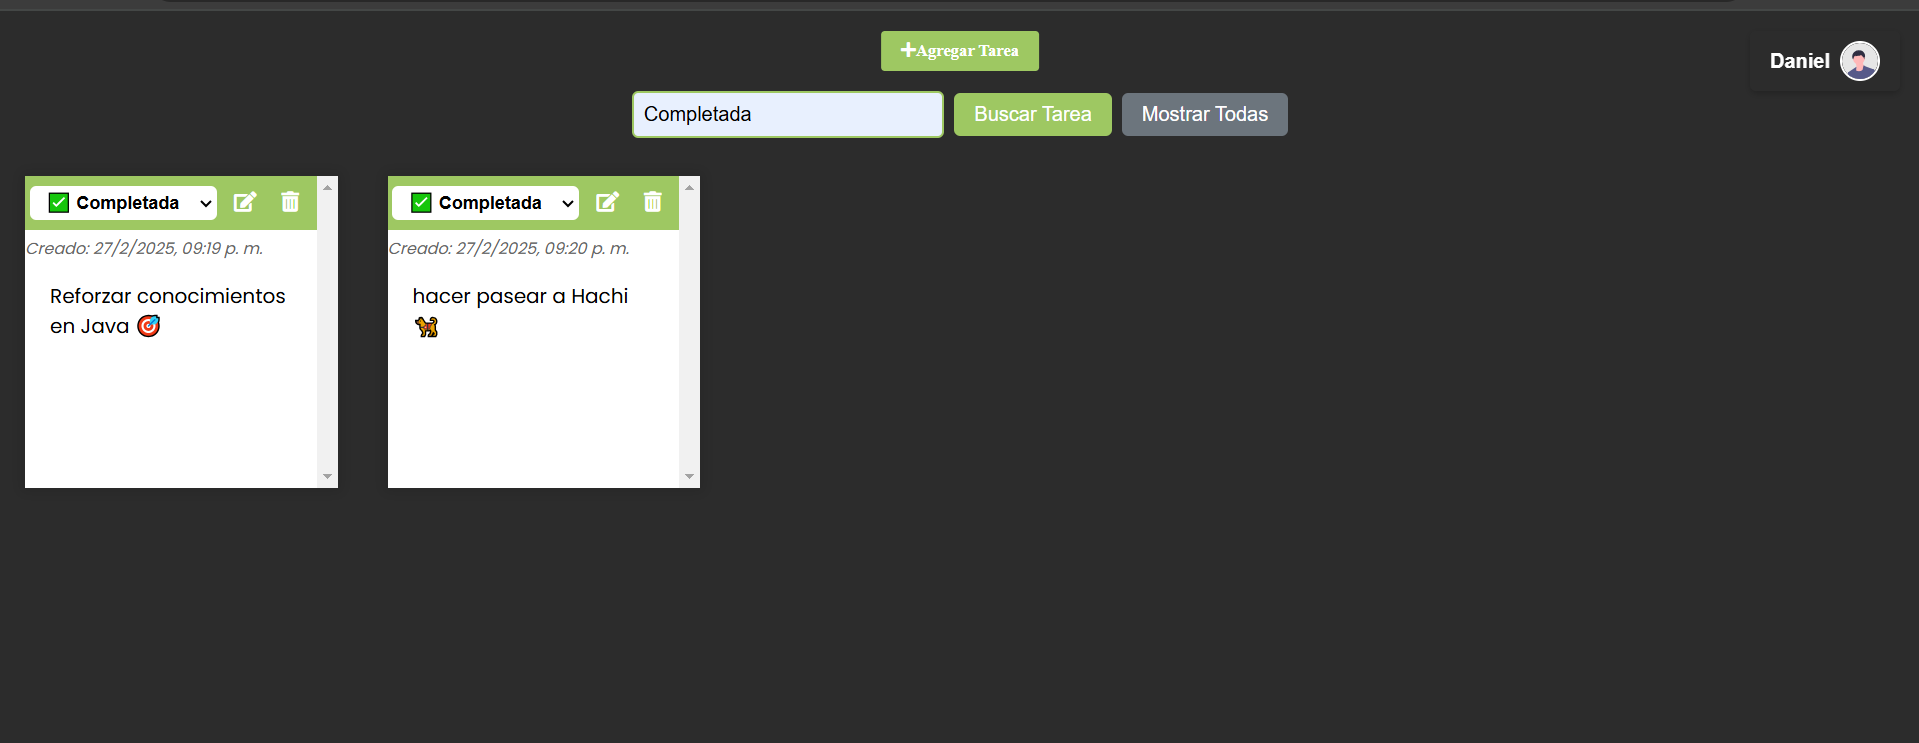 Agregar Tarea
Daniel
Completada
Buscar Tarea
Mostrar Todas
✅ Completada
Creado: 27/2/2025, 09:19 p. m.
Reforzar conocimientos
en Java 🎯
✅ Completada
Creado: 27/2/2025, 09:20 p. m.
hacer pasear a Hachi
🐕